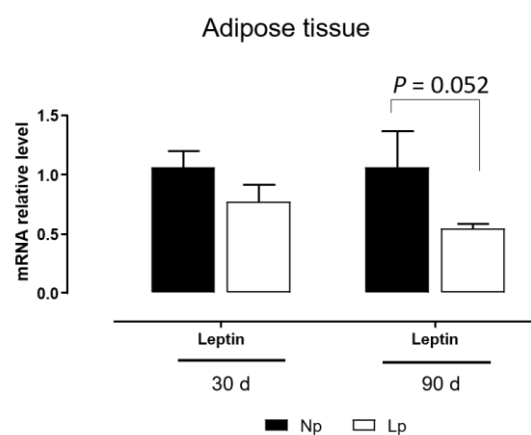 Adipose tissue
P = 0.052
mRNA relative level
1.5
1.0
0.5
0.0
Leptin Leptin
30 d 90 d
Np Lp